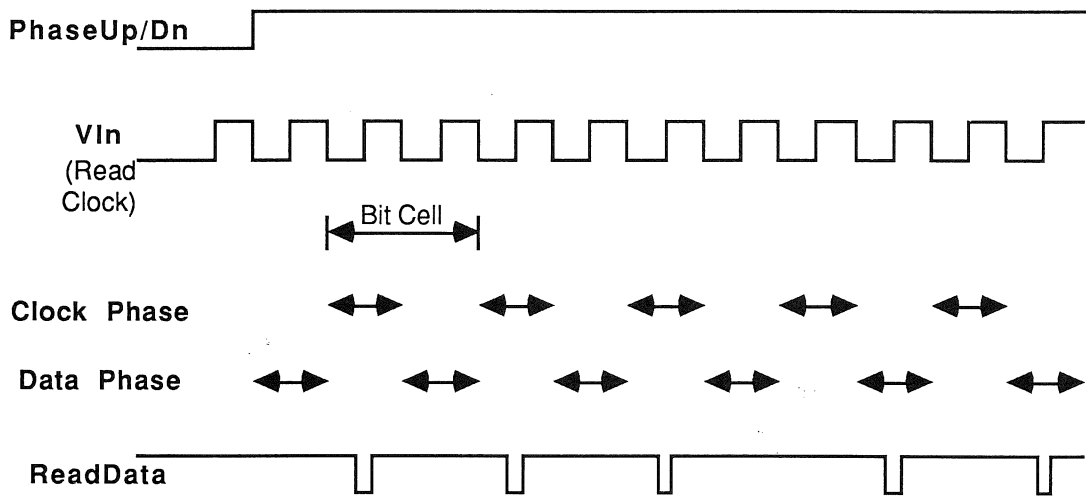 PhaseUp/Dn
VIn
(Read
Clock)
Bit Cell
Clock Phase
Data Phase
ReadData